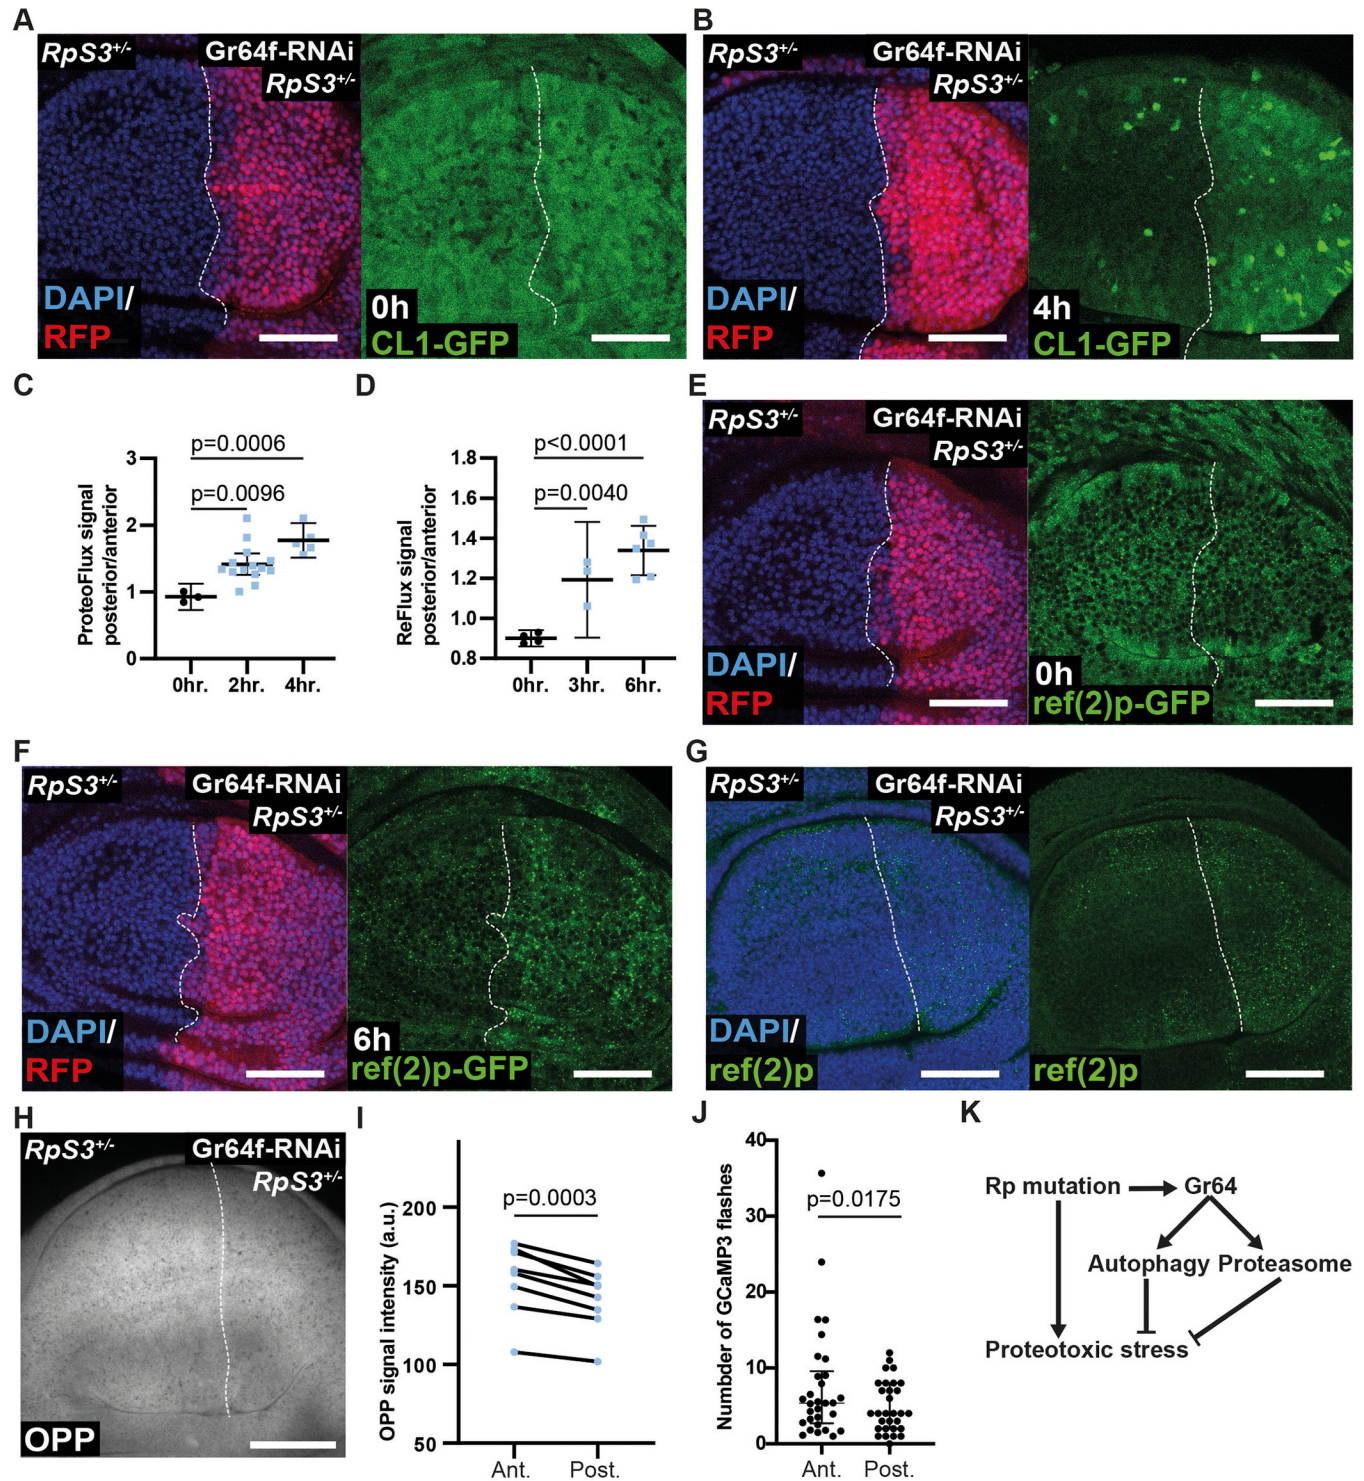 A
RpS3+/-
Gr64f-RNAi
RpS3+/-
DAPI/
RFP
0h
CL1-GFP
B
RpS3+/-
Gr64f-RNAi
RpS3+/-
DAPI/
RFP
4h
CL1-GFP
C
ProteoFlux signal
posterior/anterior
p=0.0006
p=0.0096
3
2
1
0
0hr.
2hr.
4hr.
D
ReFlux signal
posterior/anterior
p<0.0001
p=0.0040
1.8
1.6
1.4
1.2
1.0
0.8
0hr.
3hr.
6hr.
E
RpS3+/-
Gr64f-RNAi
RpS3+/-
DAPI/
RFP
0h
ref(2)p-GFP
F
RpS3+/-
Gr64f-RNAi
RpS3+/-
DAPI/
RFP
6h
ref(2)p-GFP
G
RpS3+/-
Gr64f-RNAi
RpS3+/-
DAPI/
ref(2)p
ref(2)p
H
RpS3+/-
Gr64f-RNAi
RpS3+/-
OPP
I
OPP signal intensity (a.u.)
p=0.0003
200
150
100
50
Ant.
Post.
J
Numbder of GCaMP3 flashes
p=0.0175
40
30
20
10
0
Ant.
Post.
K
Rp mutation
Gr64
Autophagy
Proteasome
Proteotoxic stress